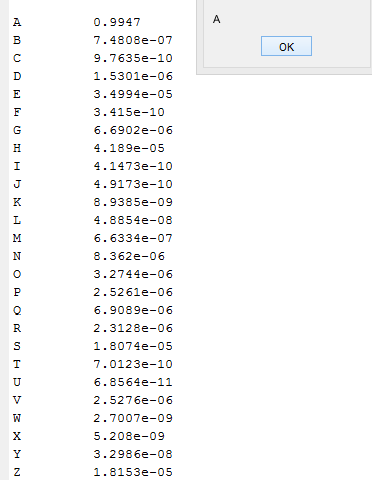 A 0.9947
B 7.4808e-07
C 9.7635e-10
D 1.5301e-06
E 3.4994e-05
F 3.415e-10
G 6.6902e-06
H 4.189e-05
I 4.1473e-10
J 4.9173e-10
K 8.9385e-09
L 4.8854e-08
M 6.6334e-07
N 8.362e-06
O 3.2744e-06
P 2.5261e-06
Q 6.9089e-06
R 2.3128e-06
S 1.8074e-05
T 7.0123e-10
U 6.8564e-11
V 2.5276e-06
W 2.7007e-09
X 5.208e-09
Y 3.2986e-08
Z 1.8153e-05
A
OK